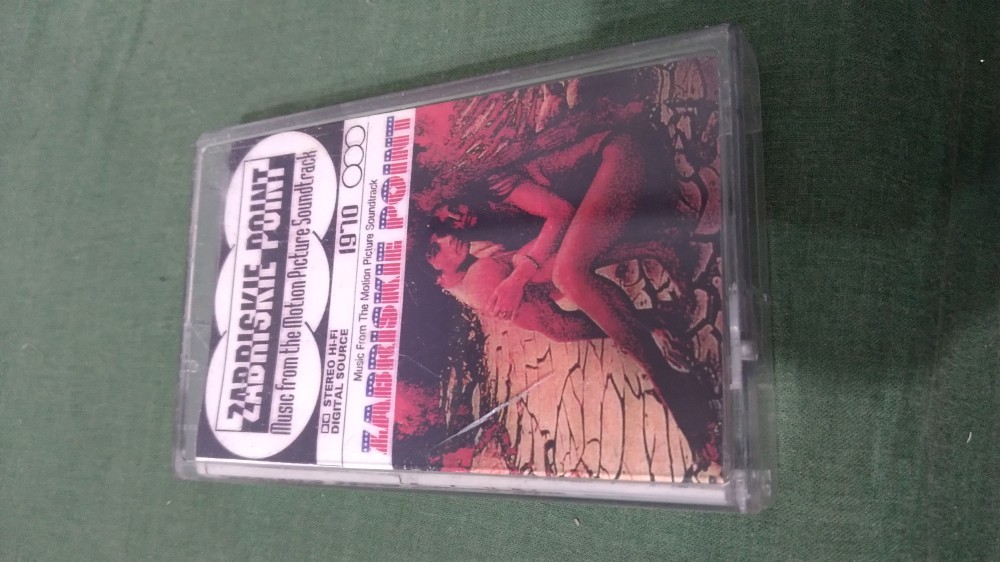 ZABRISKIE POINT
Music from the Motion Picture Soundtrack
STEREO Hi-Fi
DIGITAL SOURCE
1970
Music From The Motion Picture Soundtrack
ZABRISKIE POINT